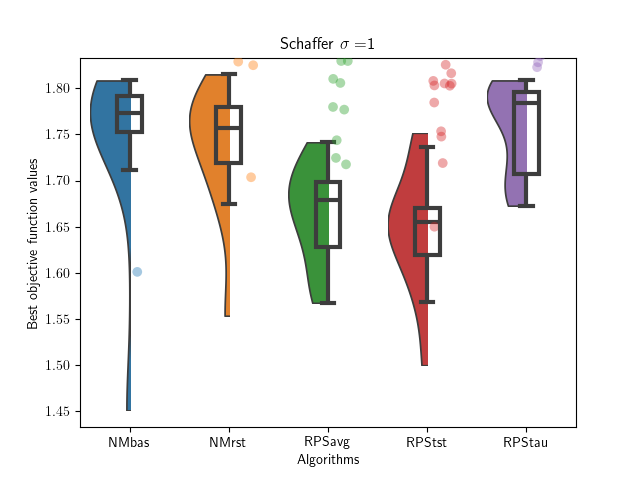 Schaffer σ =1
Best objective function values
1.80
1.75
1.70
1.65
1.60
1.55
1.50
1.45
NMbas NMrst RPSavg RPStst RPStau
Algorithms